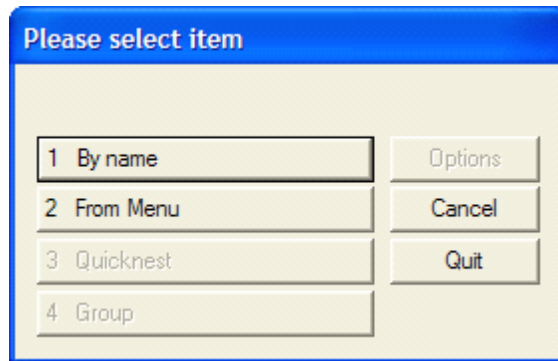 Please select item
1 By name
Options
2 From Menu
Cancel
3 Quicknest
Quit
4 Group